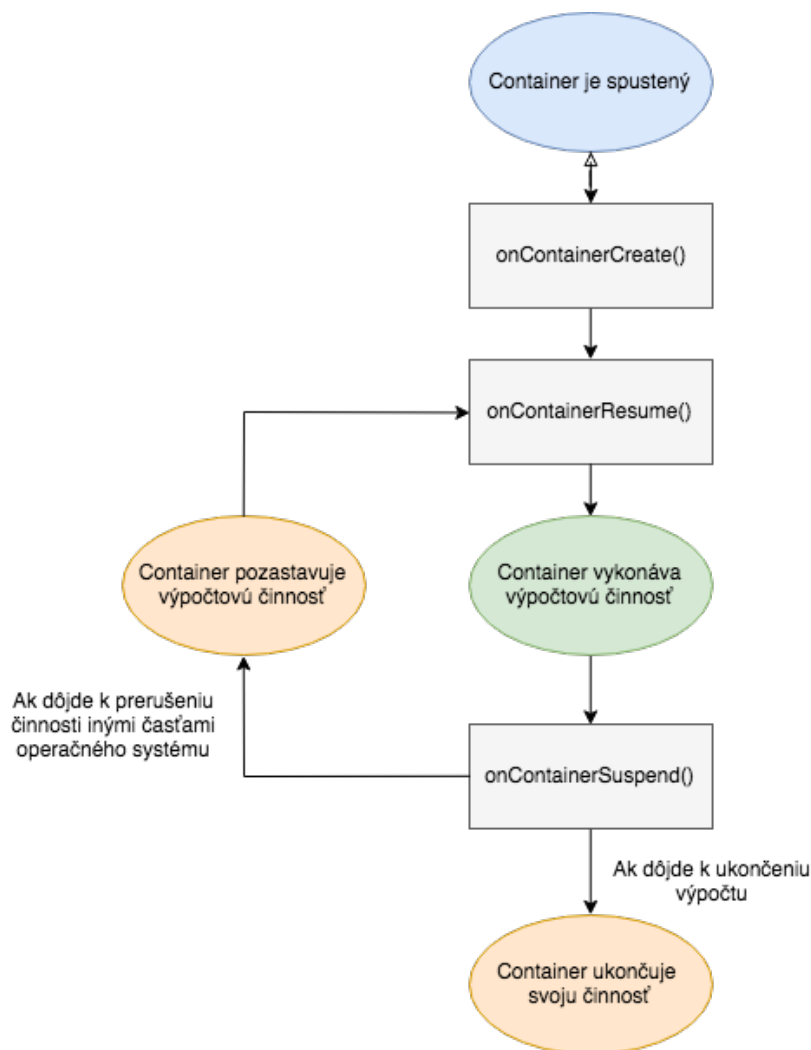 Container je spustený
onContainerCreate()
onContainerResume()
Container pozastavuje
výpočtovú činnosť
Container vykonáva
výpočtovú činnosť
Ak dôjde k prerušeniu
činnosti inými časťami
operačného systému
onContainerSuspend()
Ak dôjde k ukončeniu
výpočtu
Container ukončuje
svoju činnosť